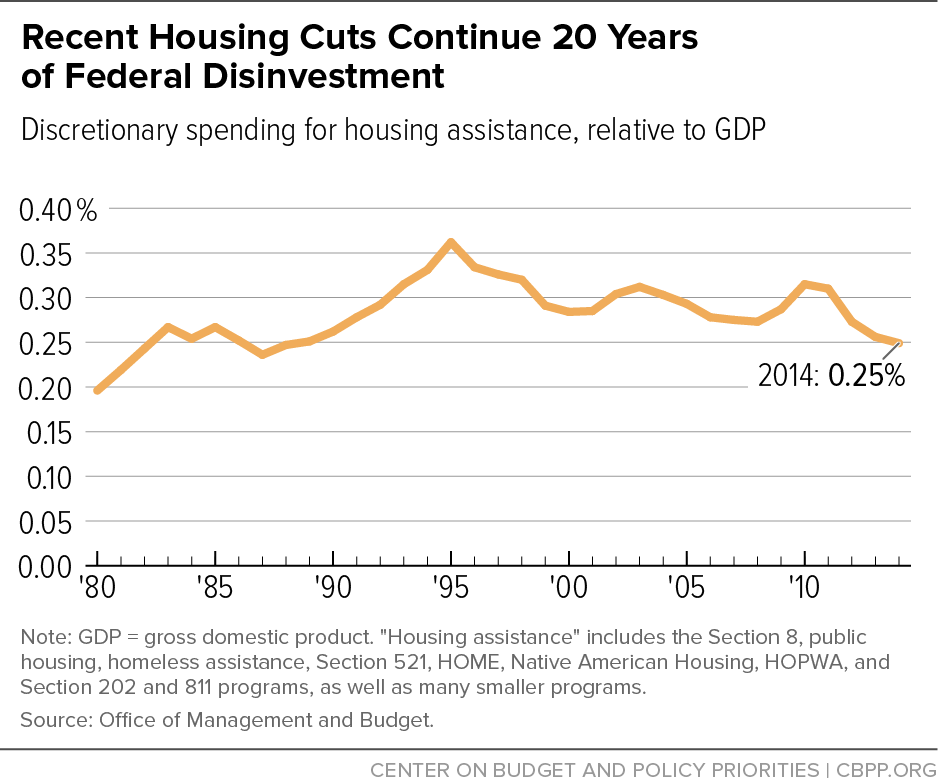 Recent Housing Cuts Continue 20 Years
of Federal Disinvestment
Discretionary spending for housing assistance, relative to GDP
0.40%
0.35
0.30
0.25
2014: 0.25%
0.20
0.15
0.10
0.05
0.00
'80 '85 '90 '95 '00 '05 '10
Note: GDP = gross domestic product. "Housing assistance" includes the Section 8, public
housing, homeless assistance, Section 521, HOME, Native American Housing, HOPWA, and
Section 202 and 811 programs, as well as many smaller programs.
Source: Office of Management and Budget.
CENTER ON BUDGET AND POLICY PRIORITIES | CBPP.ORG